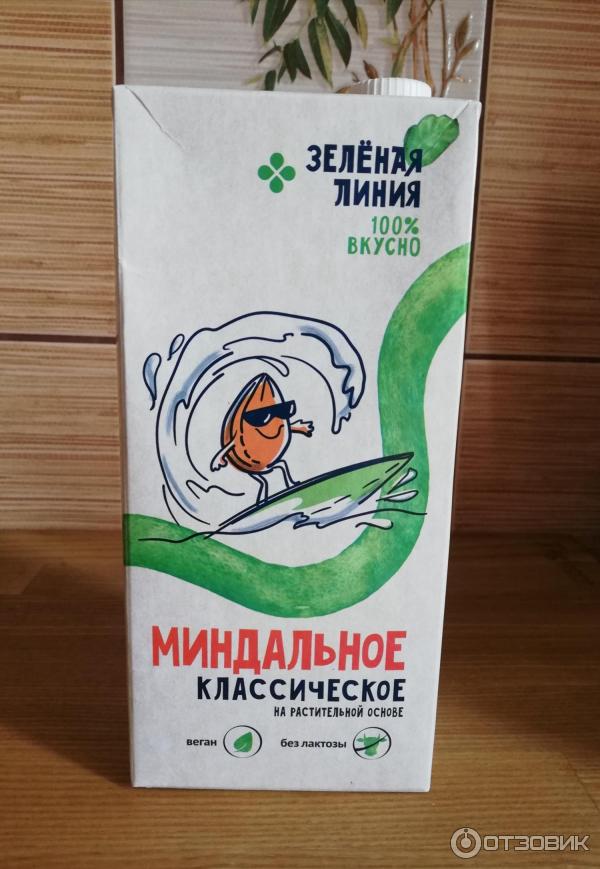 ЗЕЛЁНАЯ
ЛИНИЯ
100%
ВКУСНО
МИНДАЛЬНОЕ
КЛАССИЧЕСКОЕ
НА РАСТИТЕЛЬНОЙ ОСНОВЕ
веган без лактозы
ОТЗОВИК